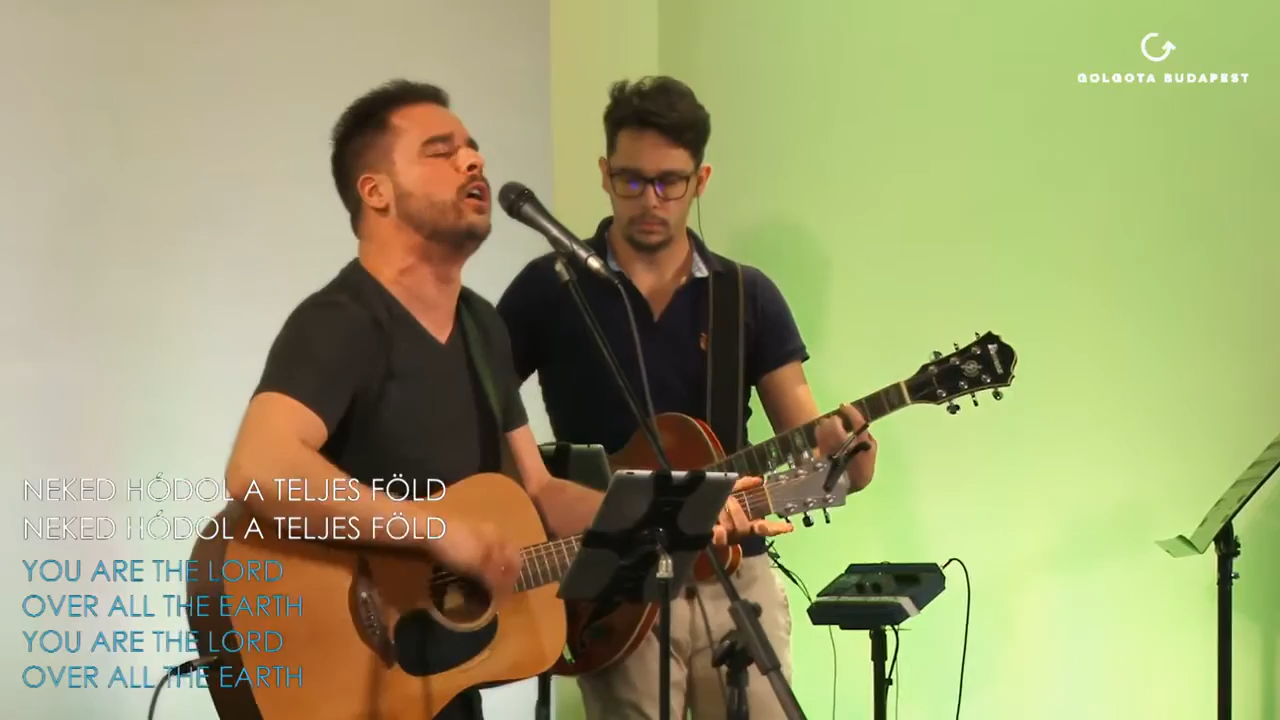 GOLGOTA BUDAPEST
NEKED HÓDOL A TELJES FÖLD
NEKED HÓDOL A TELJES FÖLD
YOU ARE THE LORD
OVER ALL THE EARTH
YOU ARE THE LORD
OVER ALL THE EARTH